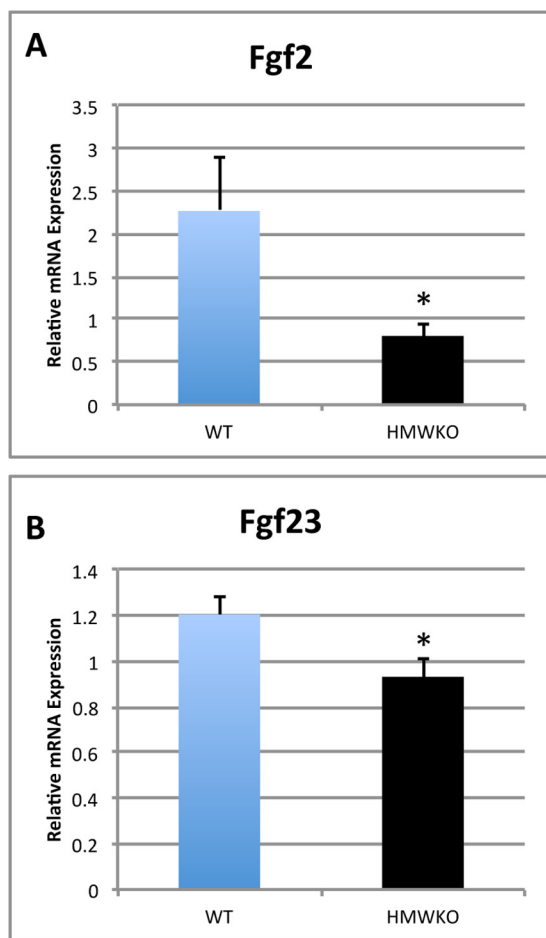 A
Fgf2
Relative mRNA Expression
3.5
3
2.5
2
1.5
1
0.5
0
*
WT HMWKO
B
Fgf23
Relative mRNA Expression
1.4
1.2
1
0.8
0.6
0.4
0.2
0
*
WT HMWKO